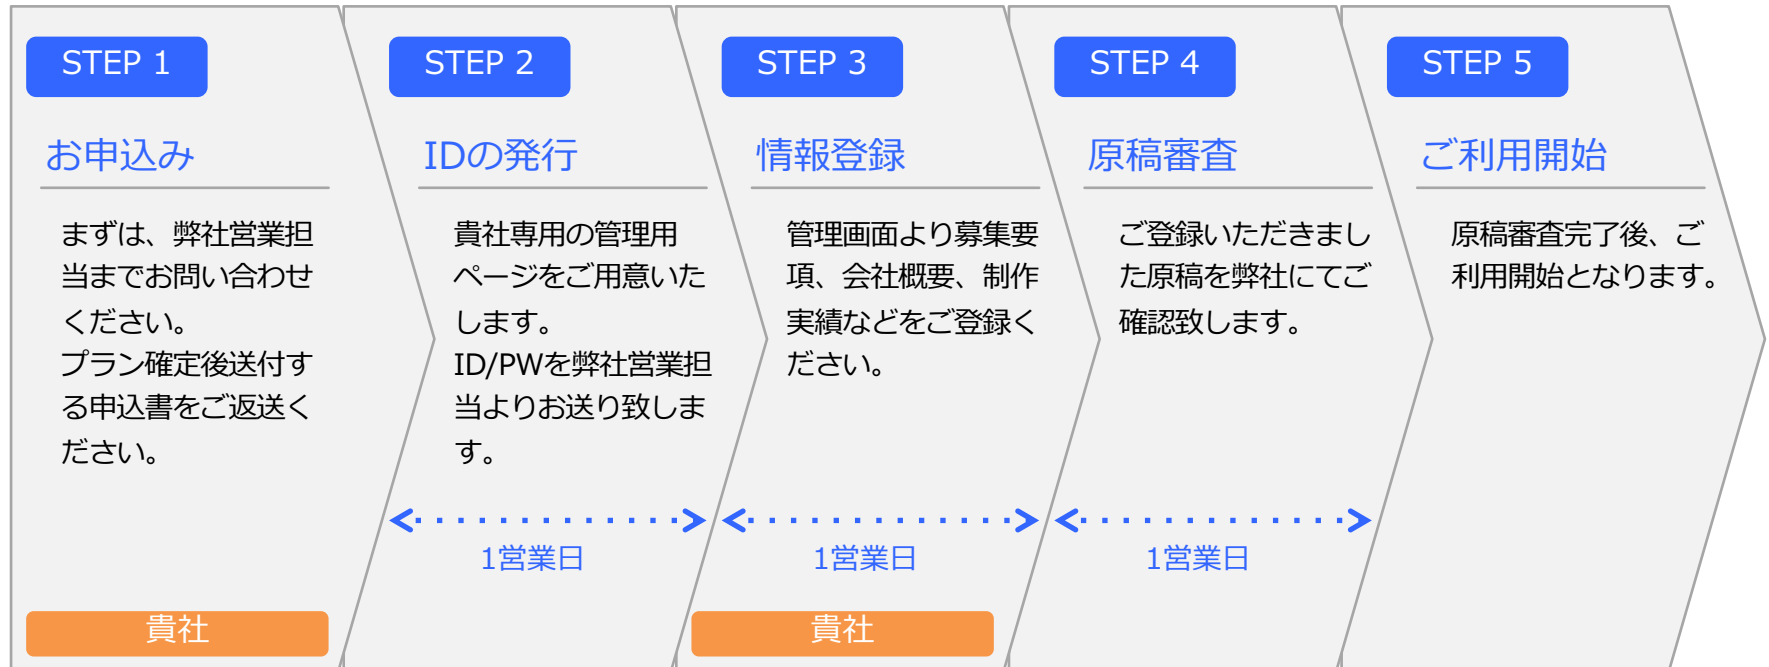 STEP 1
お申込み
まずは、弊社営業担
当までお問い合わせ
ください。
プラン確定後送付す
る申込書をご返送く
ださい。
貴社
STEP 2
IDの発行
貴社専用の管理用
ページをご用意いた
します。
ID/PWを弊社営業担
当よりお送り致しま
す。
1営業日
STEP 3
情報登録
管理画面より募集要
項、会社概要、制作
実績などをご登録く
ださい。
1営業日
貴社
STEP 4
原稿審査
ご登録いただきまし
た原稿を弊社にてご
確認致します。
1営業日
STEP 5
ご利用開始
原稿審査完了後、ご
利用開始となります。